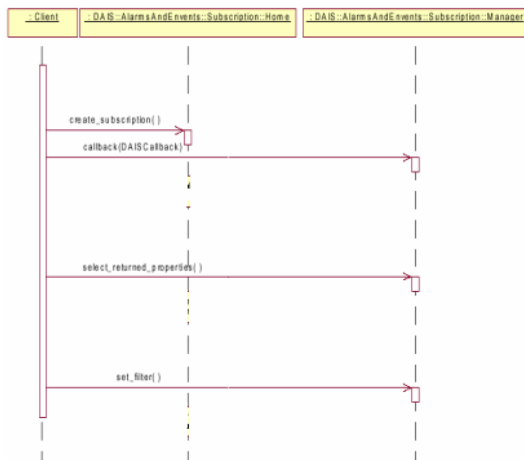 : Client
: DAIS::AlarmsAndEnvents::Subscription::Home
: DAIS::AlarmsAndEnvents::Subscription::Manager
create_subscription( )
callback(DAISCallback)
select_returned_properties( )
set_filter( )